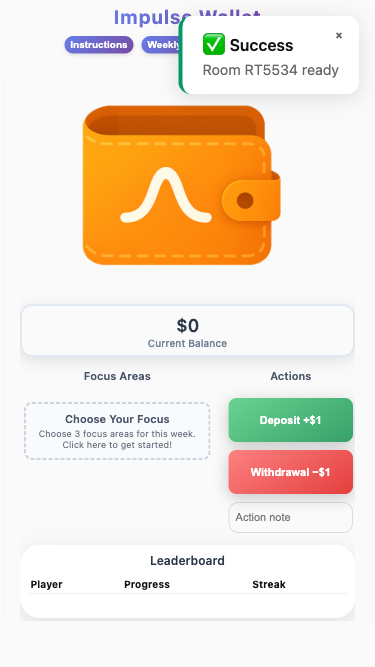 Impulse Wallet
Instructions
Weekly
✅ Success
×
Room RT5534 ready
$0
Current Balance
Focus Areas
Actions
Choose Your Focus
Choose 3 focus areas for this week.
Click here to get started!
Deposit +$1
Withdrawal −$1
Action note
Leaderboard
Player Progress Streak